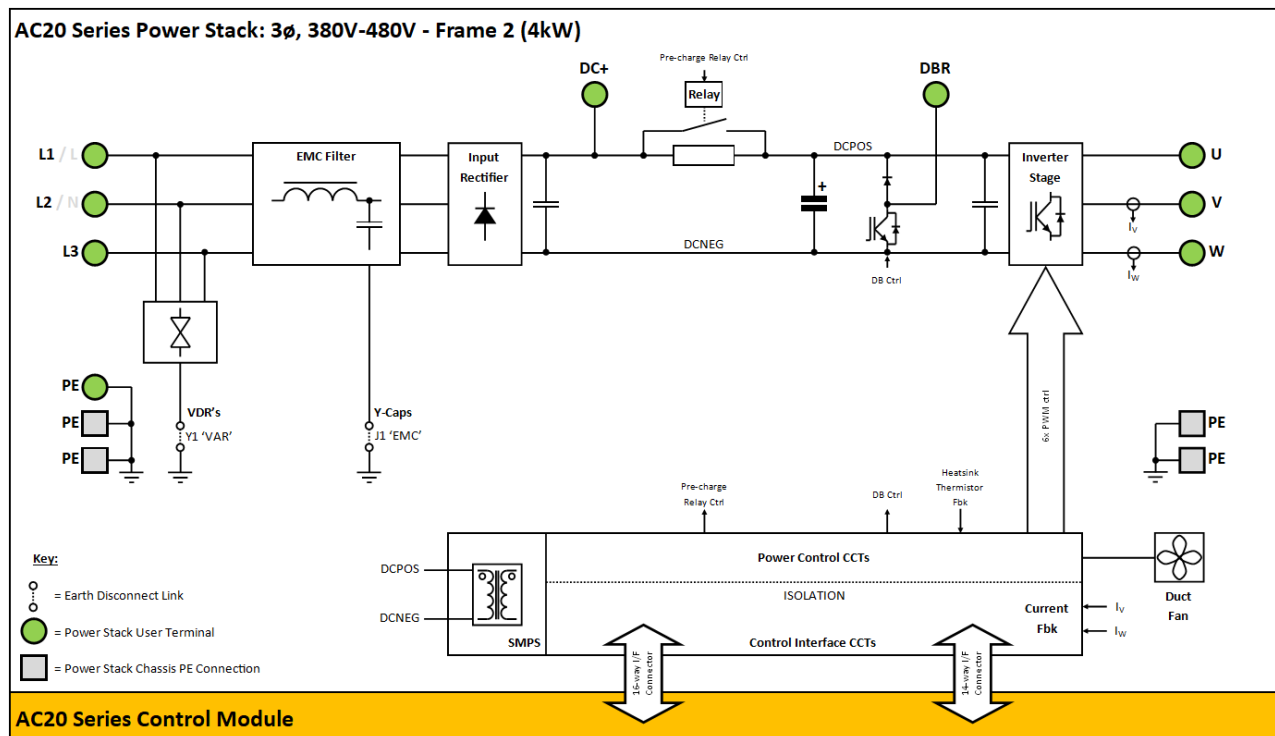 AC20 Series Power Stack: 3ø, 380V-480V - Frame 2 (4kW)
Pre-charge Relay Ctrl
DC+
DBR
Relay
L1 / L
EMC Filter
Input
Rectifier
DCPOS
Inverter
Stage
U
L2 / N
+
V
I_V
L3
DCNEG
W
DB Ctrl
I_W
PE
PE
PE
VDR's
Y1 'VAR'
Y-Caps
J1 'EMC'
6x PWM ctrl
PE
PE
Pre-charge
Relay Ctrl
DB Ctrl
Heatsink
Thermistor
Fbk
Key:
= Earth Disconnect Link
= Power Stack User Terminal
= Power Stack Chassis PE Connection
DCPOS
DCNEG
SMPS
Power Control CCTs
ISOLATION
Control Interface CCTs
Current
Fbk
I_V
I_W
Duct
Fan
16-way I/F
Connector
14-way I/F
Connector
AC20 Series Control Module